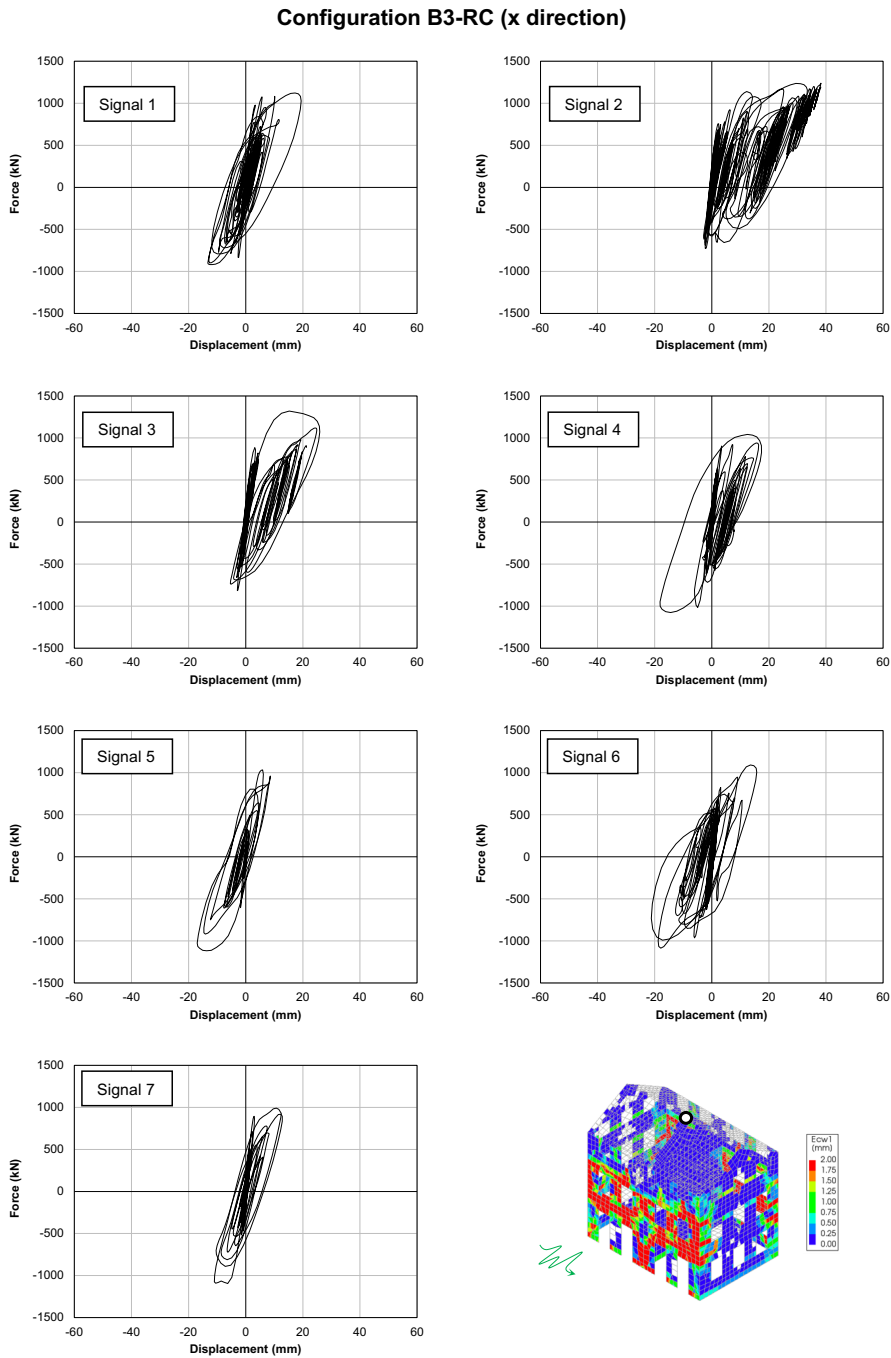 Configuration B3-RC (x direction)
1500
1000
500
0
-500
-1000
-1500
-60 -40 -20 0 20 40 60
Force (kN)
Displacement (mm)
Signal 1
1500
1000
500
0
-500
-1000
-1500
-60 -40 -20 0 20 40 60
Force (kN)
Displacement (mm)
Signal 2
1500
1000
500
0
-500
-1000
-1500
-60 -40 -20 0 20 40 60
Force (kN)
Displacement (mm)
Signal 3
1500
1000
500
0
-500
-1000
-1500
-60 -40 -20 0 20 40 60
Force (kN)
Displacement (mm)
Signal 4
1500
1000
500
0
-500
-1000
-1500
-60 -40 -20 0 20 40 60
Force (kN)
Displacement (mm)
Signal 5
1500
1000
500
0
-500
-1000
-1500
-60 -40 -20 0 20 40 60
Force (kN)
Displacement (mm)
Signal 6
1500
1000
500
0
-500
-1000
-1500
-60 -40 -20 0 20 40 60
Force (kN)
Displacement (mm)
Signal 7
Ecw1
(mm)
2.00
1.75
1.50
1.25
1.00
0.75
0.50
0.25
0.00